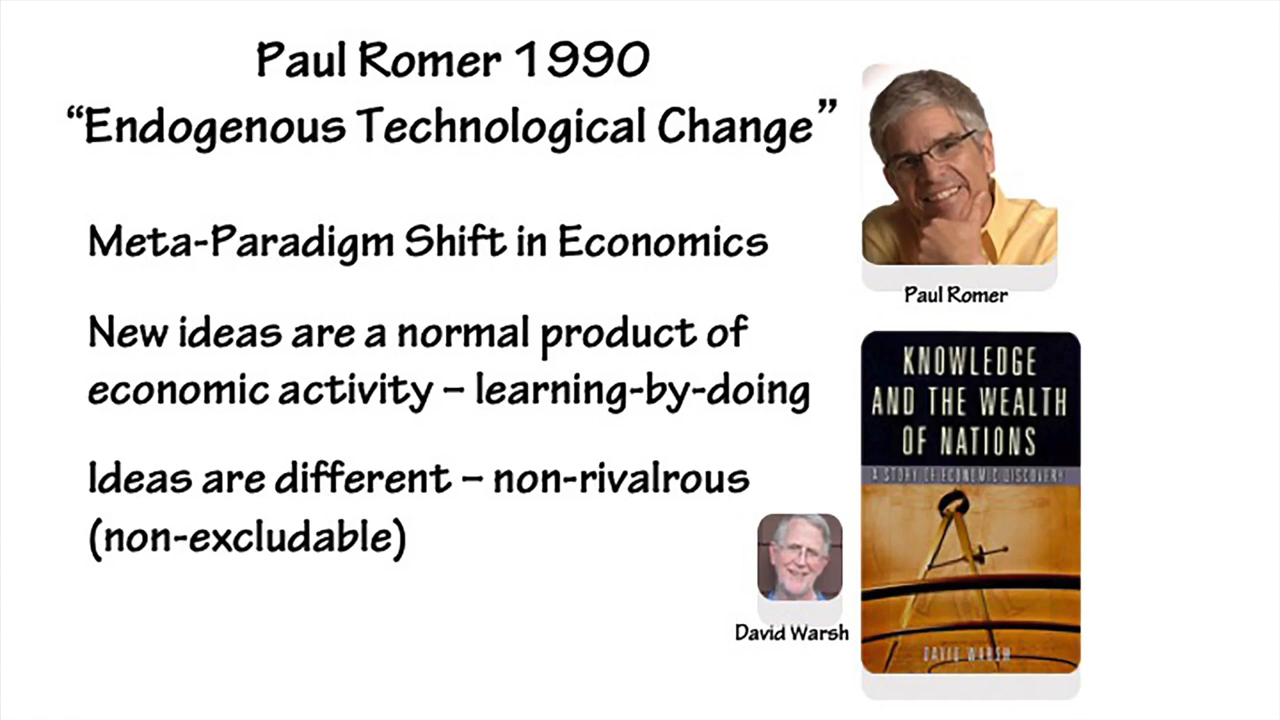 Paul Romer 1990
“Endogenous Technological Change”
Meta-Paradigm Shift in Economics
New ideas are a normal product of
economic activity – learning-by-doing
Ideas are different – non-rivalrous
(non-excludable)
Paul Romer
KNOWLEDGE
AND THE WEALTH
OF NATIONS
A STORY OF ECONOMIC DISCOVERY
DAVID WARSH
David Warsh